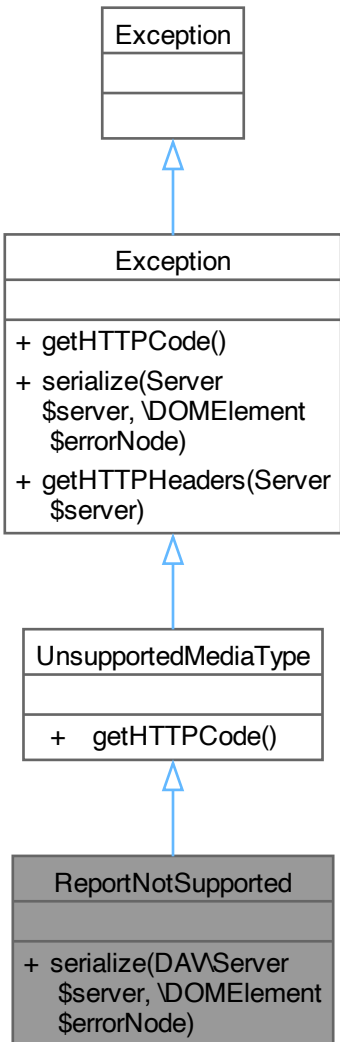 Exception
Exception
+ getHTTPCode()
+ serialize(Server
$server, \DOMElement
$errorNode)
+ getHTTPHeaders(Server
$server)
UnsupportedMediaType
+ getHTTPCode()
ReportNotSupported
+ serialize(DAV\Server
$server, \DOMElement
$errorNode)